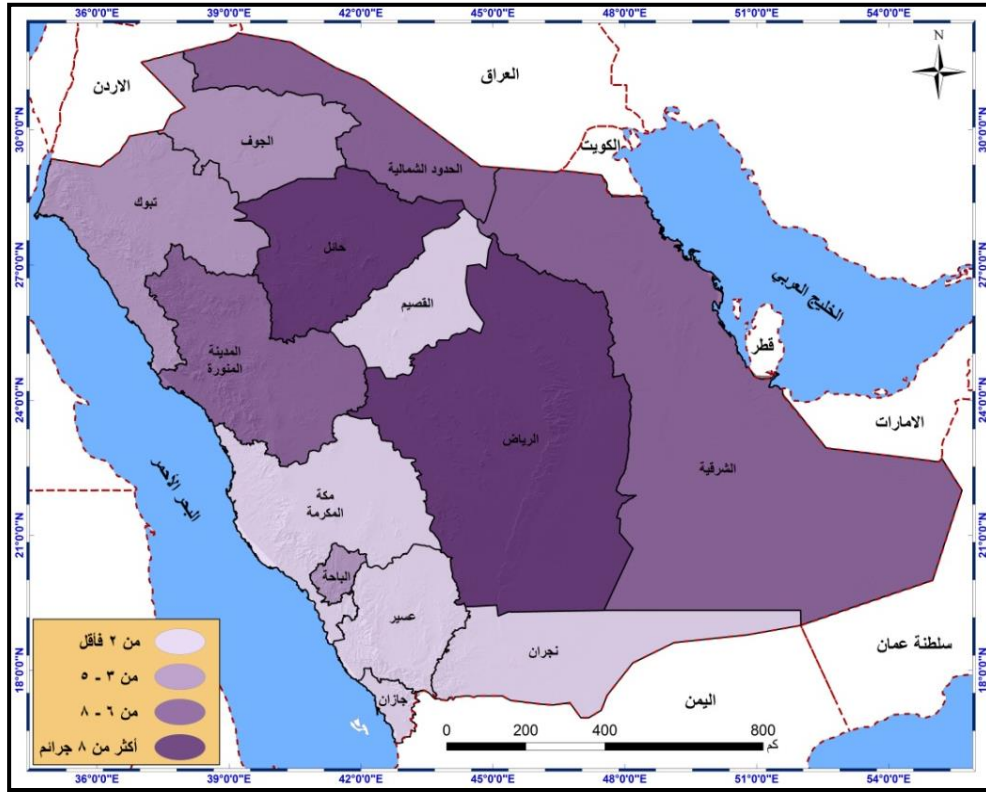 36°0'0"E
39°0'0"E
42°0'0"E
45°0'0"E
48°0'0"E
51°0'0"E
54°0'0"E
N
العراق
الاردن
30°0'0"N
30°0'0"N
الكويت
الجوف
الحدود الشمالية
تبوك
حائل
27°0'0"N
27°0'0"N
القصيم
الخليج العربي
قطر
المدينة
المنورة
24°0'0"N
24°0'0"N
الامارات
الرياض
الشرقية
البحر الأحمر
مكة
المكرمة
21°0'0"N
21°0'0"N
الباحة
عسير
نجران
سلطنة عمان
18°0'0"N
18°0'0"N
جازان
اليمن
من ٢ فأقل
من ٣ - ٥
من ٦ - ٨
أكثر من ٨ جرائم
0
200
400
800
كم
36°0'0"E
39°0'0"E
42°0'0"E
45°0'0"E
48°0'0"E
51°0'0"E
54°0'0"E